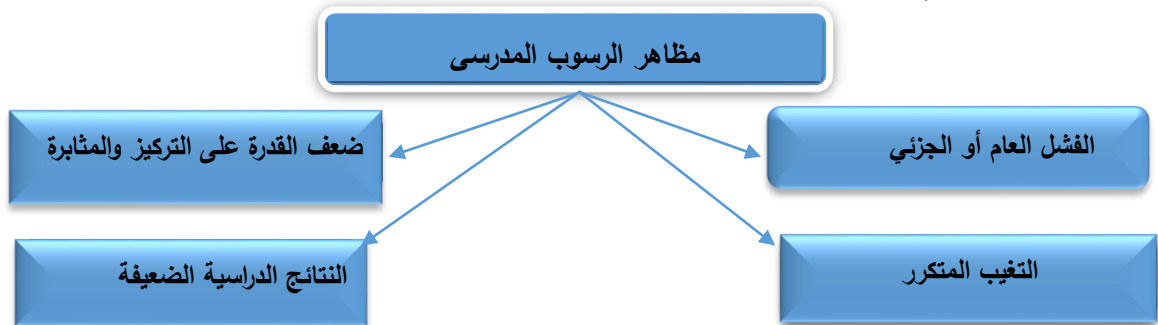 مظاهر الرسوب المدرسى
الفشل العام أو الجزئي
ضعف القدرة على التركيز والمثابرة
التغيب المتكرر
النتائج الدراسية الضعيفة